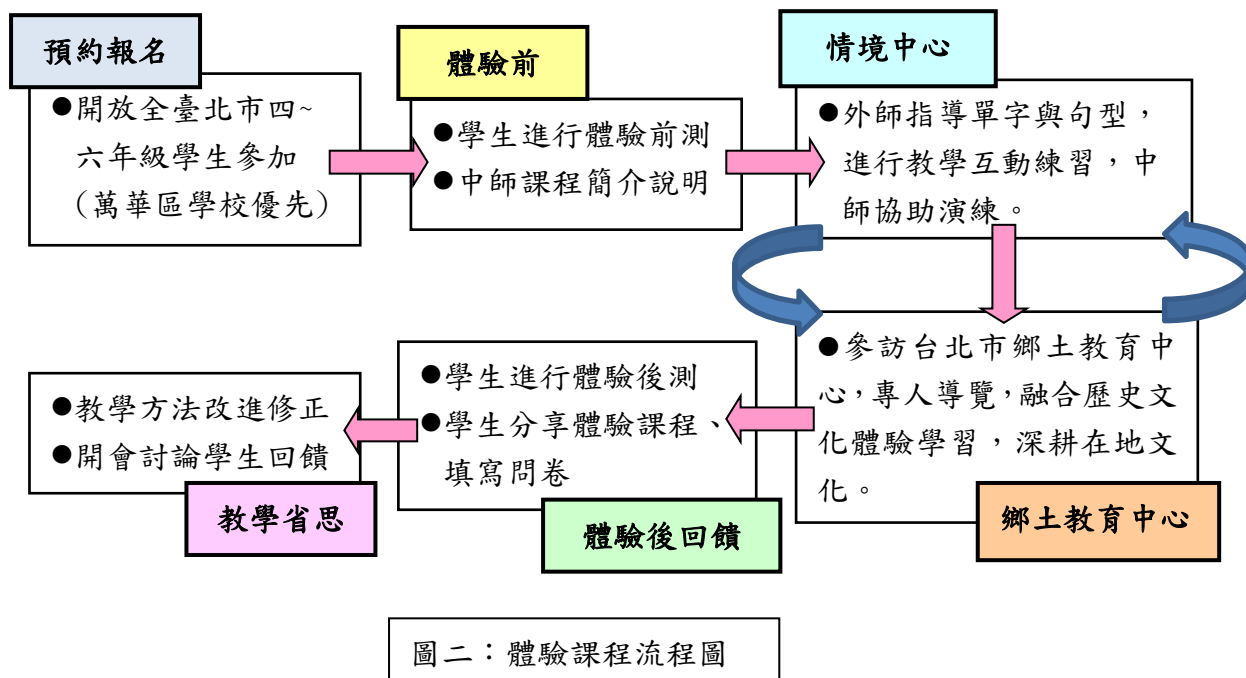 預約報名
●開放全臺北市四~
六年級學生參加
(萬華區學校優先)
體驗前
●學生進行體驗前測
●中師課程簡介說明
情境中心
●外師指導單字與句型，
進行教學互動練習，中
師協助演練。
●參訪台北市鄉土教育中
心，專人導覽，融合歷史文
化體驗學習，深耕在地文
化。
鄉土教育中心
●學生進行體驗後測
●學生分享體驗課程、
填寫問卷
體驗後回饋
●教學方法改進修正
●開會討論學生回饋
教學省思
圖二：體驗課程流程圖